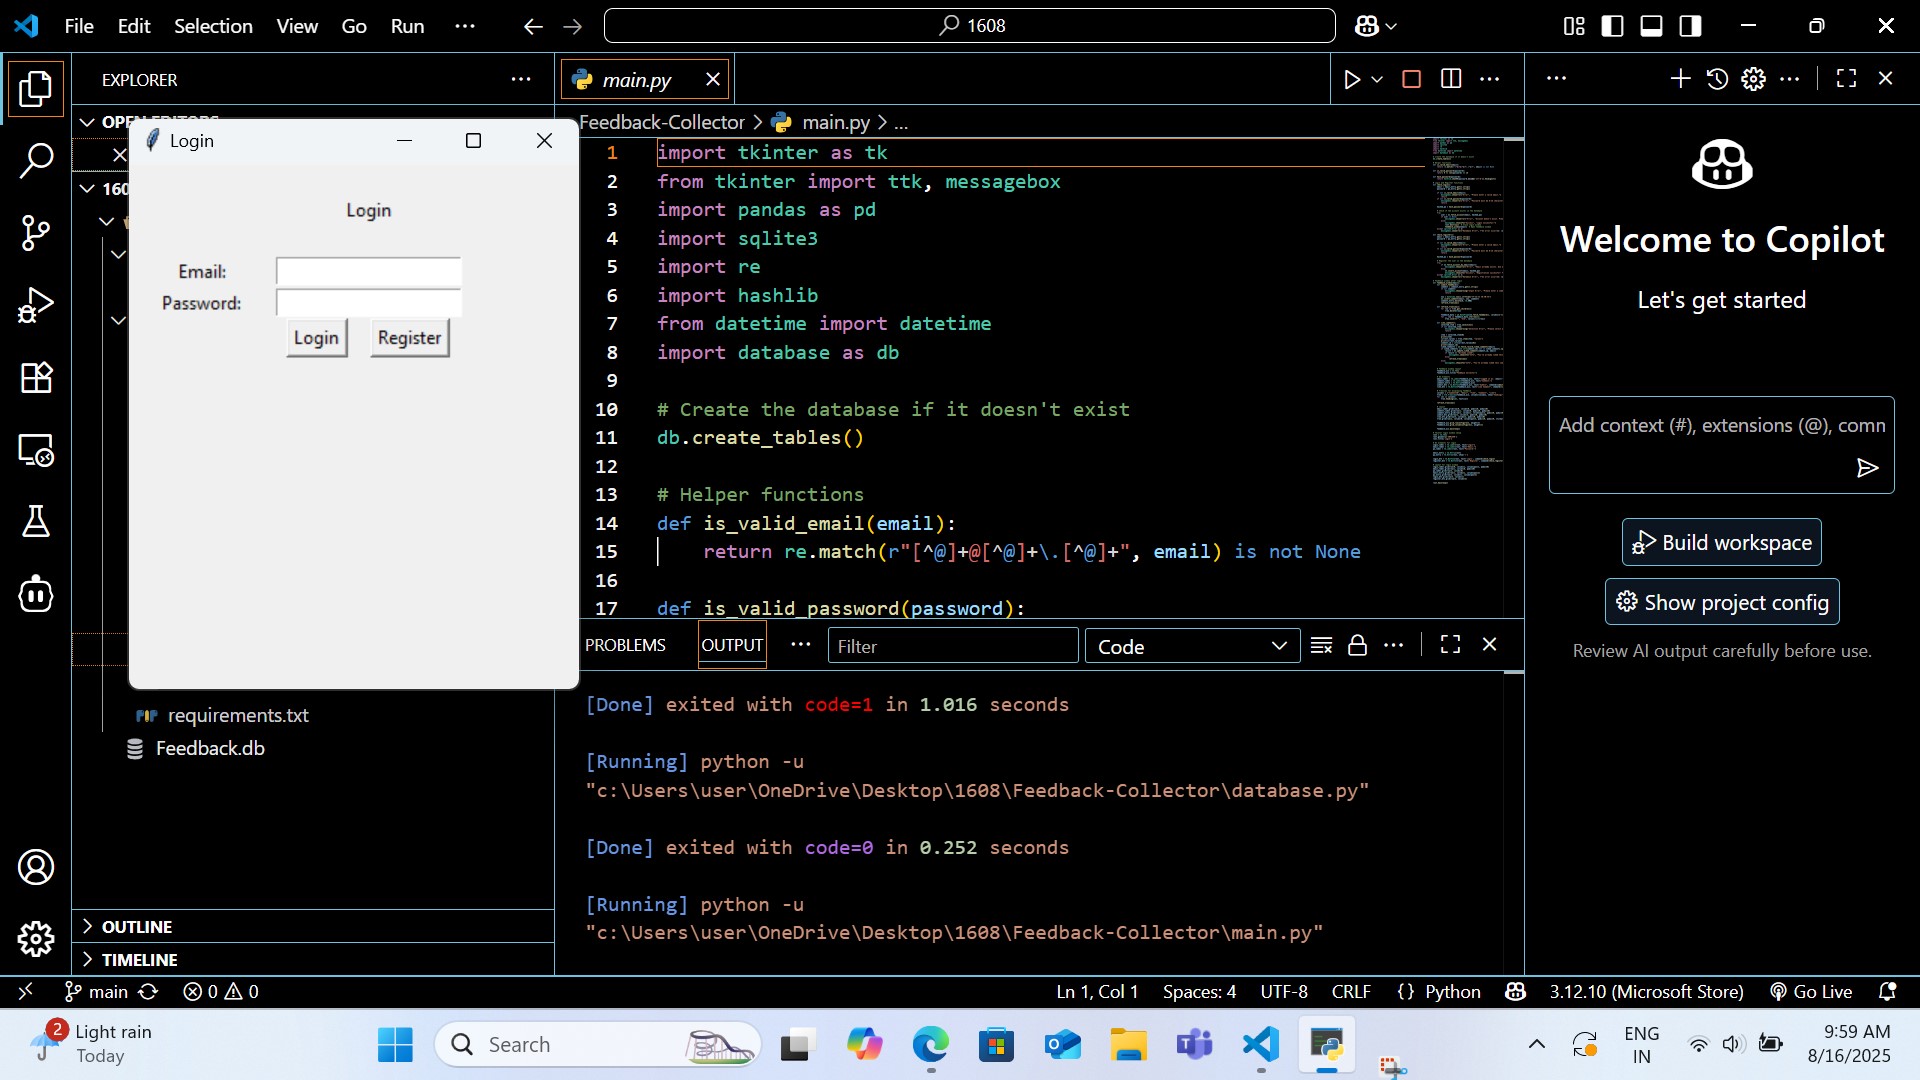 File Edit Selection View Go Run ... 1608
EXPLORER
OPEN EDITORS
160
requirements.txt
Feedback.db
OUTLINE
TIMELINE
Login
Login
Email:
Password:
Login Register
main.py
Feedback-Collector > main.py > ...
1 import tkinter as tk
2 from tkinter import ttk, messagebox
3 import pandas as pd
4 import sqlite3
5 import re
6 import hashlib
7 from datetime import datetime
8 import database as db
9
10 # Create the database if it doesn't exist
11 db.create_tables()
12
13 # Helper functions
14 def is_valid_email(email):
15 return re.match(r"[^@]+@[^@]+\.[^@]+", email) is not None
16
17 def is_valid_password(password):
PROBLEMS OUTPUT ... Filter Code
[Done] exited with code=1 in 1.016 seconds
[Running] python -u
"c:\Users\user\OneDrive\Desktop\1608\Feedback-Collector\database.py"
[Done] exited with code=0 in 0.252 seconds
[Running] python -u
"c:\Users\user\OneDrive\Desktop\1608\Feedback-Collector\main.py"
Welcome to Copilot
Let's get started
Add context (#), extensions (@), comm
Build workspace
Show project config
Review AI output carefully before use.
main 0 0 Ln 1, Col 1 Spaces: 4 UTF-8 CRLF {} Python 3.12.10 (Microsoft Store) Go Live
2 Light rain
Today
Search
ENG
IN
9:59 AM
8/16/2025